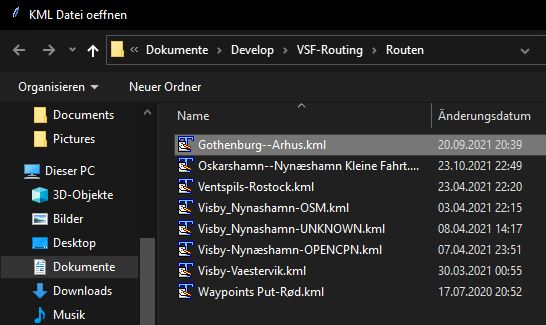 KML Datei oeffnen
« Dokumente › Develop › VSF-Routing › Routen
Organisieren Neuer Ordner
Documents
Pictures
Dieser PC
3D-Objekte
Bilder
Desktop
Dokumente
Downloads
Musik
Name Änderungsdatum
Gothenburg--Arhus.kml 20.09.2021 20:39
Oskarshamn--Nynæshamn Kleine Fahrt.... 23.10.2021 22:49
Ventspils-Rostock.kml 23.04.2021 22:20
Visby_Nynashamn-OSM.kml 03.04.2021 22:15
Visby_Nynashamn-UNKNOWN.kml 08.04.2021 14:17
Visby-Nynæshamn-OPENCPN.kml 07.04.2021 23:51
Visby-Vaestervik.kml 30.03.2021 00:55
Waypoints Put-Rød.kml 17.07.2020 20:52